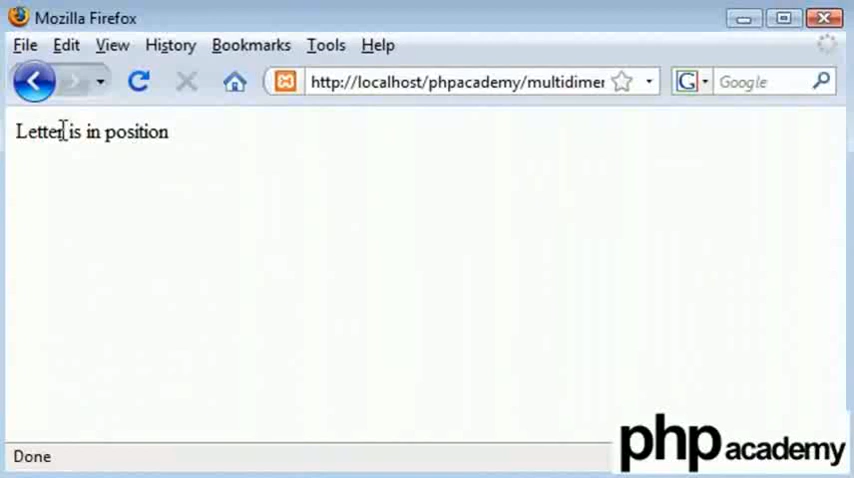 Mozilla Firefox
File Edit View History Bookmarks Tools Help
http://localhost/phpacademy/multidimer Google
Letter is in position
Done
php academy